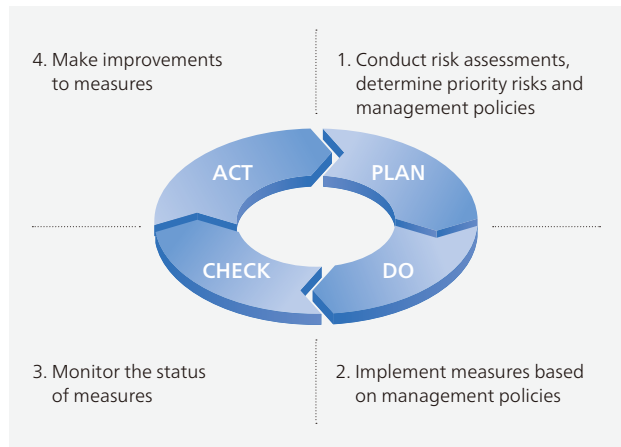 4. Make improvements
to measures
1. Conduct risk assessments,
determine priority risks and
management policies
ACT
PLAN
CHECK
DO
3. Monitor the status
of measures
2. Implement measures based
on management policies